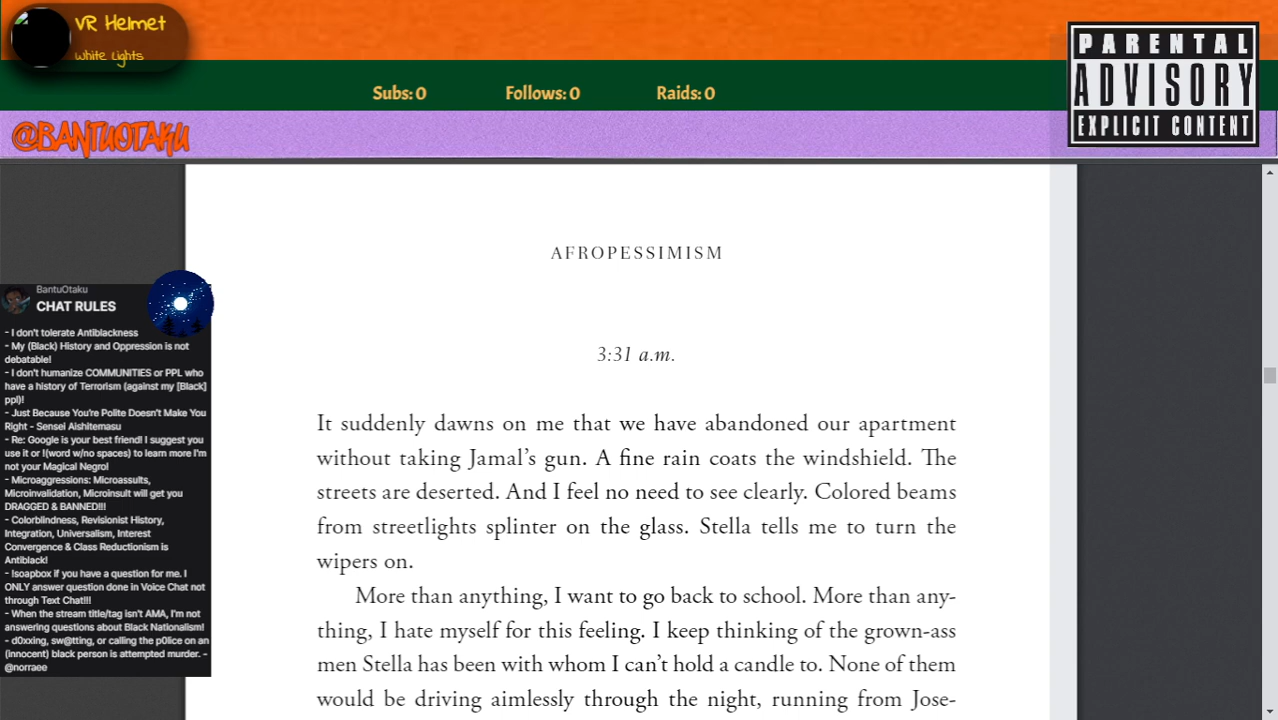 VR Helmet
White Lights
PARENTAL
ADVISORY
EXPLICIT CONTENT
Subs: 0
Follows: 0
Raids: 0
@BANTUOTAKU
BantuOtaku
CHAT RULES
- I don't tolerate Antiblackness
- My (Black) History and Oppression is not
debatable!
- I don't humanize COMMUNITIES or PPL who
have a history of Terrorism (against my [Black]
ppl)!
- Just Because You're Polite Doesn't Make You
Right - Sensei Aishitemasu
- Re: Google is your best friend! I suggest you
use it or !(word w/no spaces) to learn more I'm
not your Magical Negro!
- Microaggressions: Microassults,
Microinvalidation, Microinsult will get you
DRAGGED & BANNED!!!
- Colorblindness, Revisionist History,
Integration, Universalism, Interest
Convergence & Class Reductionism is
Antiblack!
- !soapbox if you have a question for me. I
ONLY answer question done in Voice Chat not
through Text Chat!!!
- When the stream title/tag isn't AMA, I'm not
answering questions about Black Nationalism!
- d0xxing, sw@tting, or calling the p0lice on an
(innocent) black person is attempted murder. -
@norraee
AFROPESSIMISM
3:31 a.m.
It suddenly dawns on me that we have abandoned our apartment
without taking Jamal's gun. A fine rain coats the windshield. The
streets are deserted. And I feel no need to see clearly. Colored beams
from streetlights splinter on the glass. Stella tells me to turn the
wipers on.
More than anything, I want to go back to school. More than any-
thing, I hate myself for this feeling. I keep thinking of the grown-ass
men Stella has been with whom I can't hold a candle to. None of them
would be driving aimlessly through the night, running from Jose-